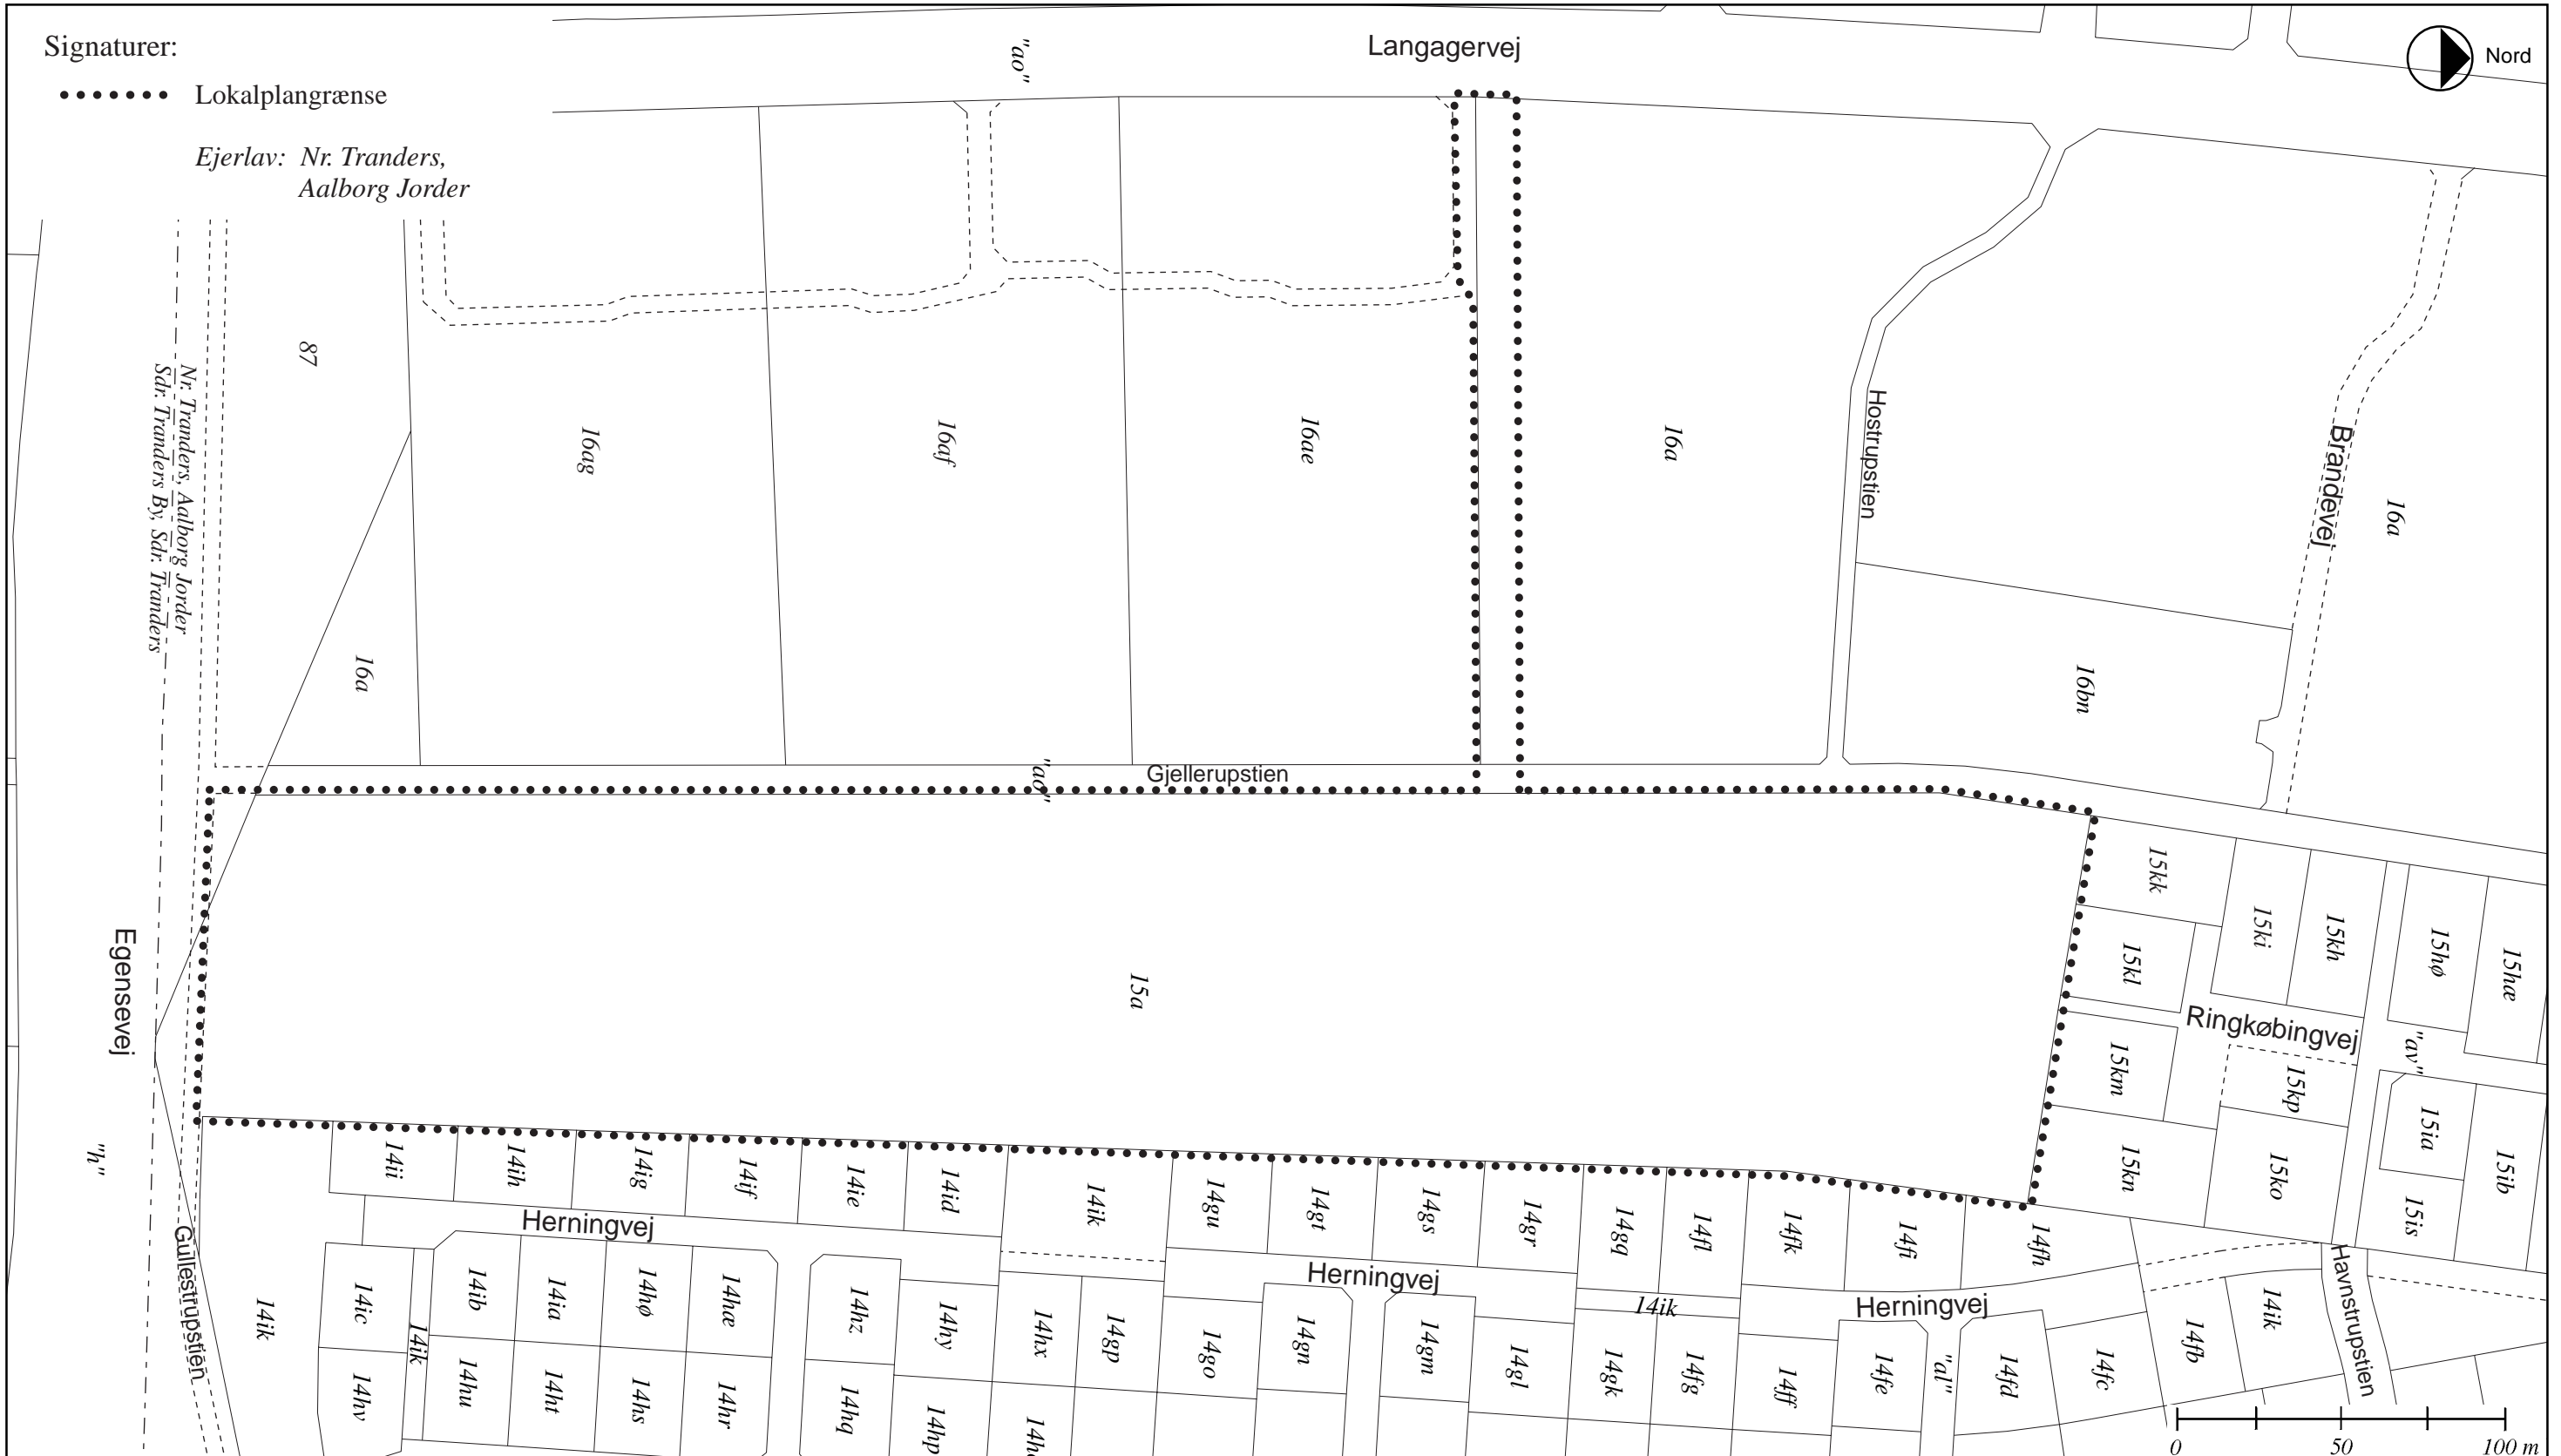 Signaturer:
Lokalplangrænse
Ejerlav: Nr. Tranders,
Aalborg Jorder
"ao"
Langagervej
Nord
87
Nr. Tranders, Aalborg Jorder
Sdr. Tranders By, Sdr. Tranders
16ag
16af
16ae
16a
Hostrupstien
Brandevej
16a
16a
16bn
"ao"
Gjellerupstien
15kk
15ki
15kh
15hø
15hæ
15kl
Egensevej
15a
Ringkøbingvej
"av"
15km
15kp
15ia
15ib
15kn
15ko
15is
"h"
14ii
14ih
14ig
14if
14ie
14id
14ik
14gu
14gt
14gs
14gr
14gq
14fl
14fk
14fi
14fh
Herningvej
Herningvej
Herningvej
Gullestrupstien
Havnstrupstien
14ik
14ic
14ik
14ib
14ia
14hø
14hæ
14hz
14hy
14hx
14gp
14go
14gn
14gm
14gl
14ik
14gk
14fg
14ff
14fe
"al"
14fd
14fc
14fb
14ik
14hv
14hu
14ht
14hs
14hr
14hq
14hp
0 50 100 m